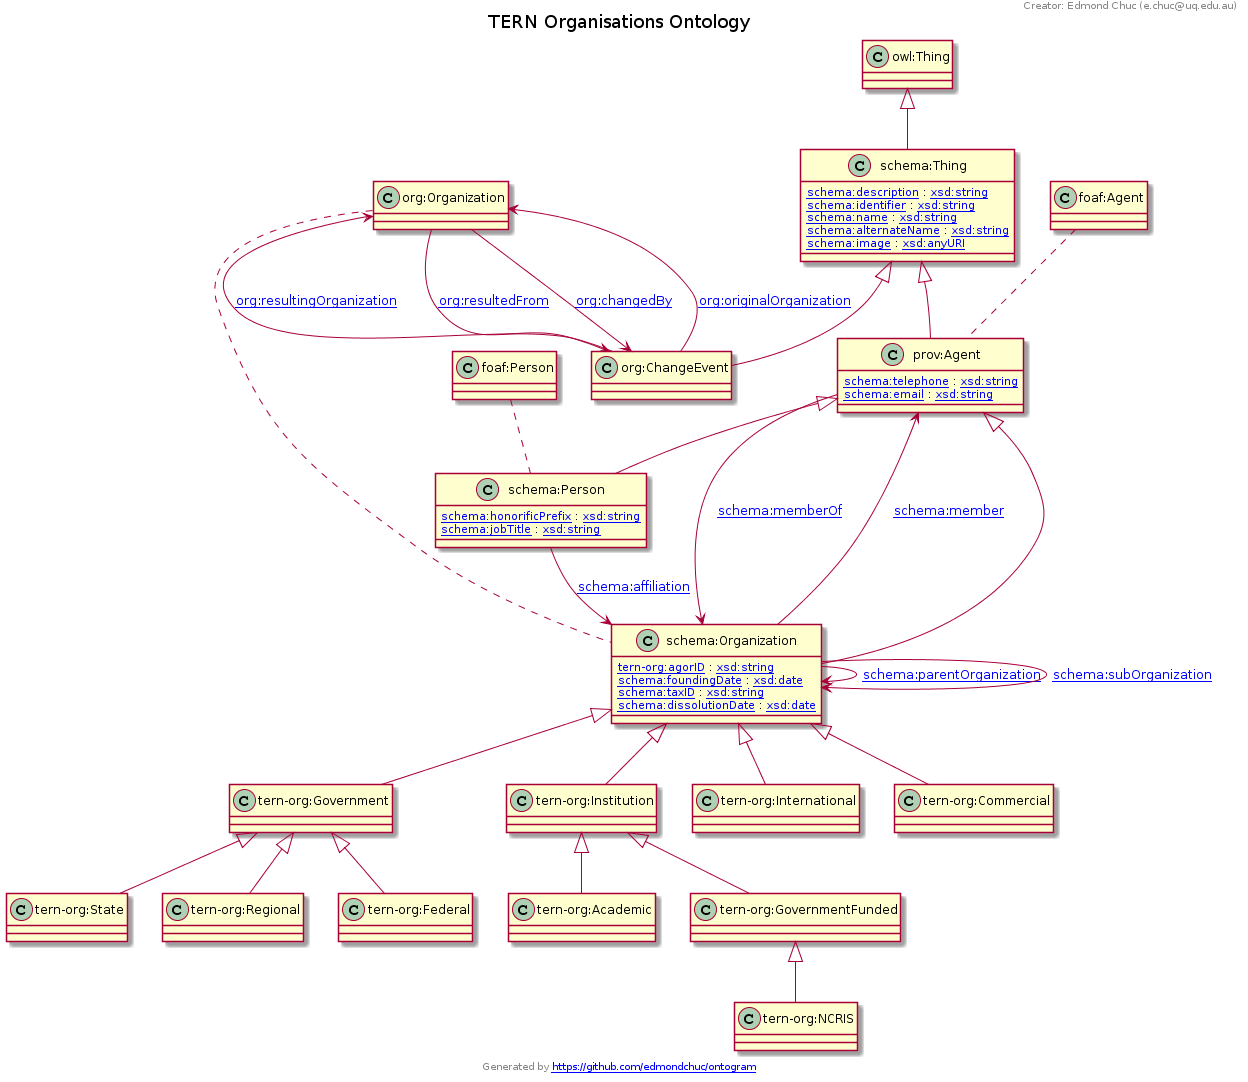 Creator: Edmond Chuc (e.chuc@uq.edu.au)
TERN Organisations Ontology
C owl:Thing
C schema:Thing
schema:description : xsd:string
schema:identifier : xsd:string
schema:name : xsd:string
schema:alternateName : xsd:string
schema:image : xsd:anyURI
C org:Organization
C foaf:Agent
org:resultingOrganization
org:resultedFrom
org:changedBy
org:originalOrganization
C foaf:Person
C org:ChangeEvent
C prov:Agent
schema:telephone : xsd:string
schema:email : xsd:string
C schema:Person
schema:honorificPrefix : xsd:string
schema:jobTitle : xsd:string
schema:memberOf
schema:member
schema:affiliation
C schema:Organization
tern-org:agorID : xsd:string
schema:foundingDate : xsd:date
schema:taxID : xsd:string
schema:dissolutionDate : xsd:date
schema:parentOrganization
schema:subOrganization
C tern-org:Government
C tern-org:Institution
C tern-org:International
C tern-org:Commercial
C tern-org:State
C tern-org:Regional
C tern-org:Federal
C tern-org:Academic
C tern-org:GovernmentFunded
C tern-org:NCRIS
Generated by https://github.com/edmondchuc/ontogram